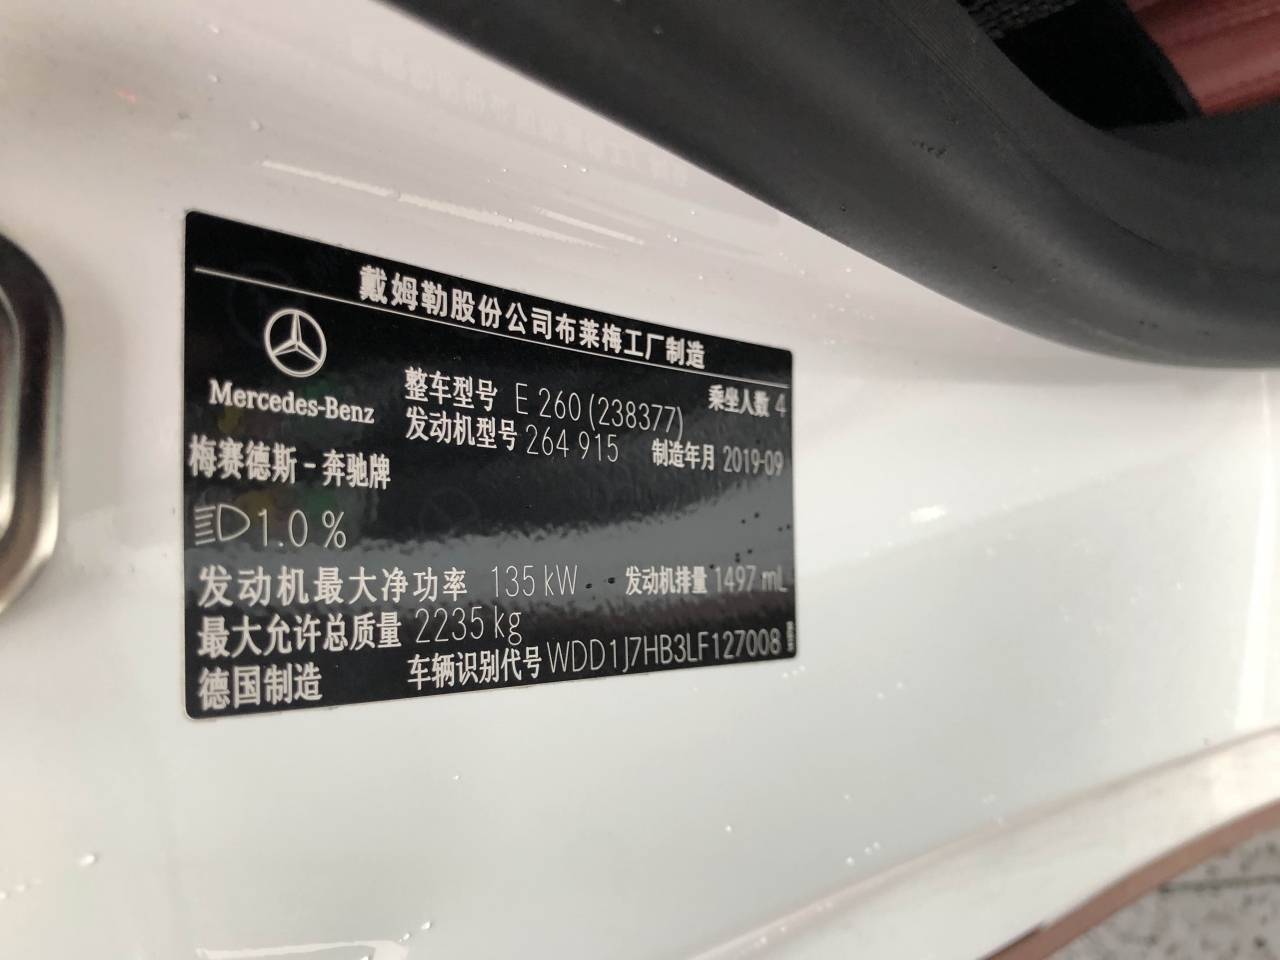 戴姆勒股份公司布莱梅工厂制造
Mercedes-Benz
梅赛德斯-奔驰牌
整车型号 E 260 (238377) 乘坐人数 4
发动机型号 264 915 制造年月 2019-09
1.0 %
发动机最大净功率 135 kW 发动机排量 1497 mL
最大允许总质量 2235 kg
德国制造 车辆识别代号 WDD1J7HB3LF127008